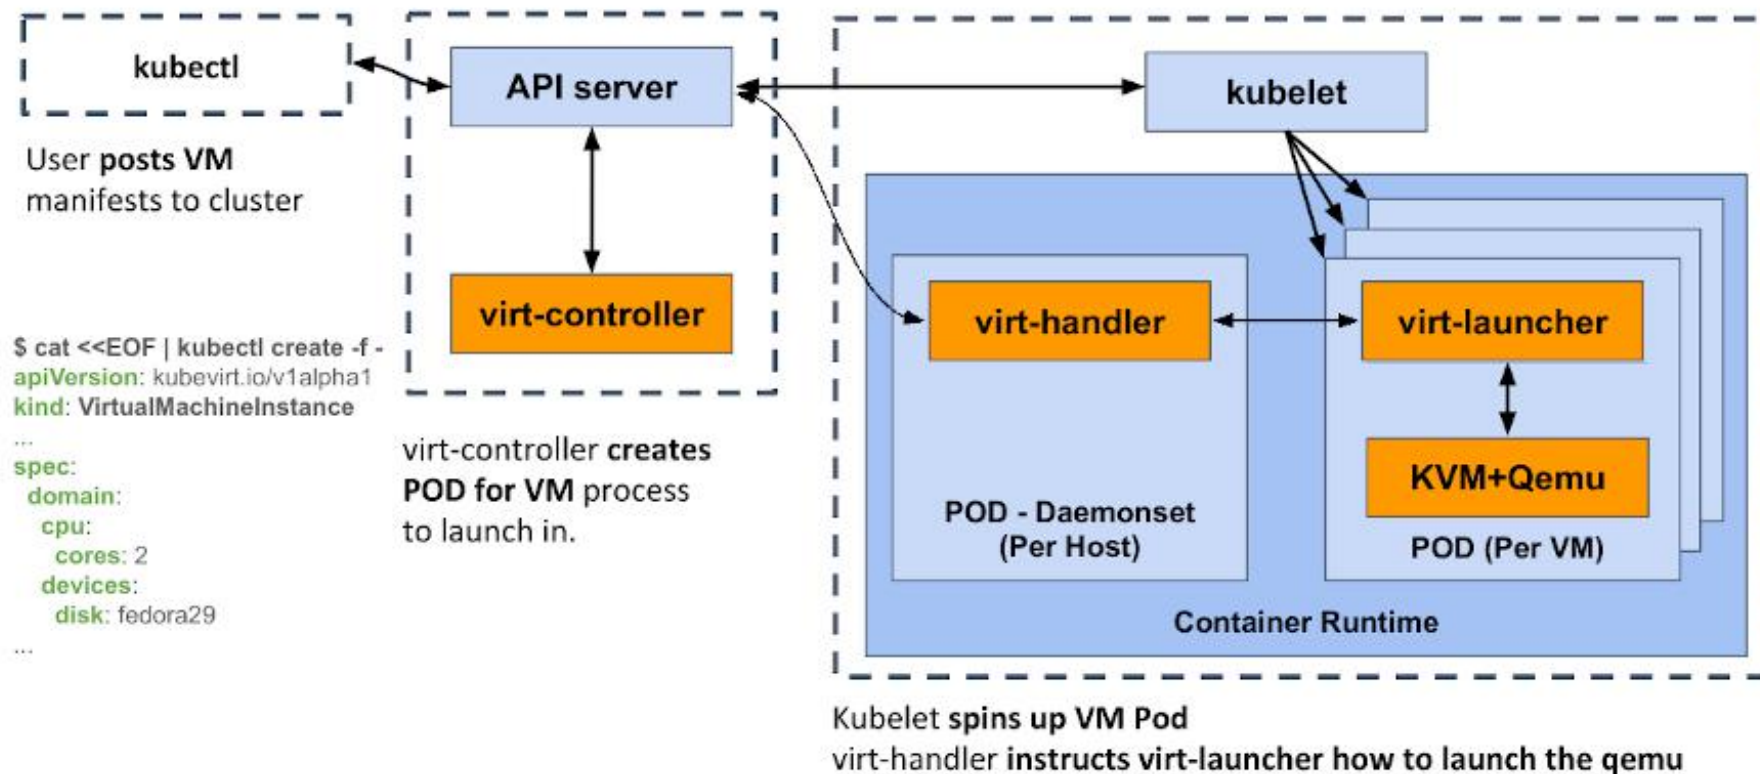 kubectl
User posts VM
manifests to cluster
$ cat <<EOF | kubectl create -f -
apiVersion: kubevirt.io/v1alpha1
kind: VirtualMachineInstance
...
spec:
domain:
cpu:
cores: 2
devices:
disk: fedora29
...
API server
virt-controller
virt-controller creates
POD for VM process
to launch in.
kubelet
virt-handler
POD - Daemonset
(Per Host)
virt-launcher
KVM+Qemu
POD (Per VM)
Container Runtime
Kubelet spins up VM Pod
virt-handler instructs virt-launcher how to launch the qemu